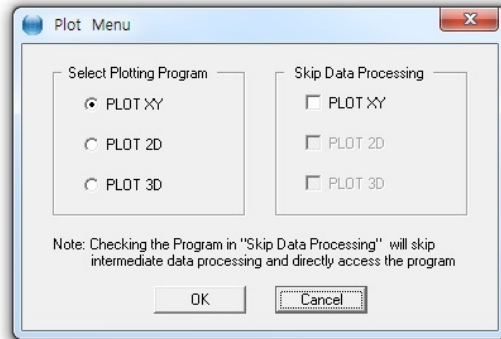 Plot Menu
Select Plotting Program
PLOT XY
PLOT 2D
PLOT 3D
Skip Data Processing
PLOT XY
PLOT 2D
PLOT 3D
Note: Checking the Program in "Skip Data Processing" will skip
intermediate data processing and directly access the program
OK
Cancel